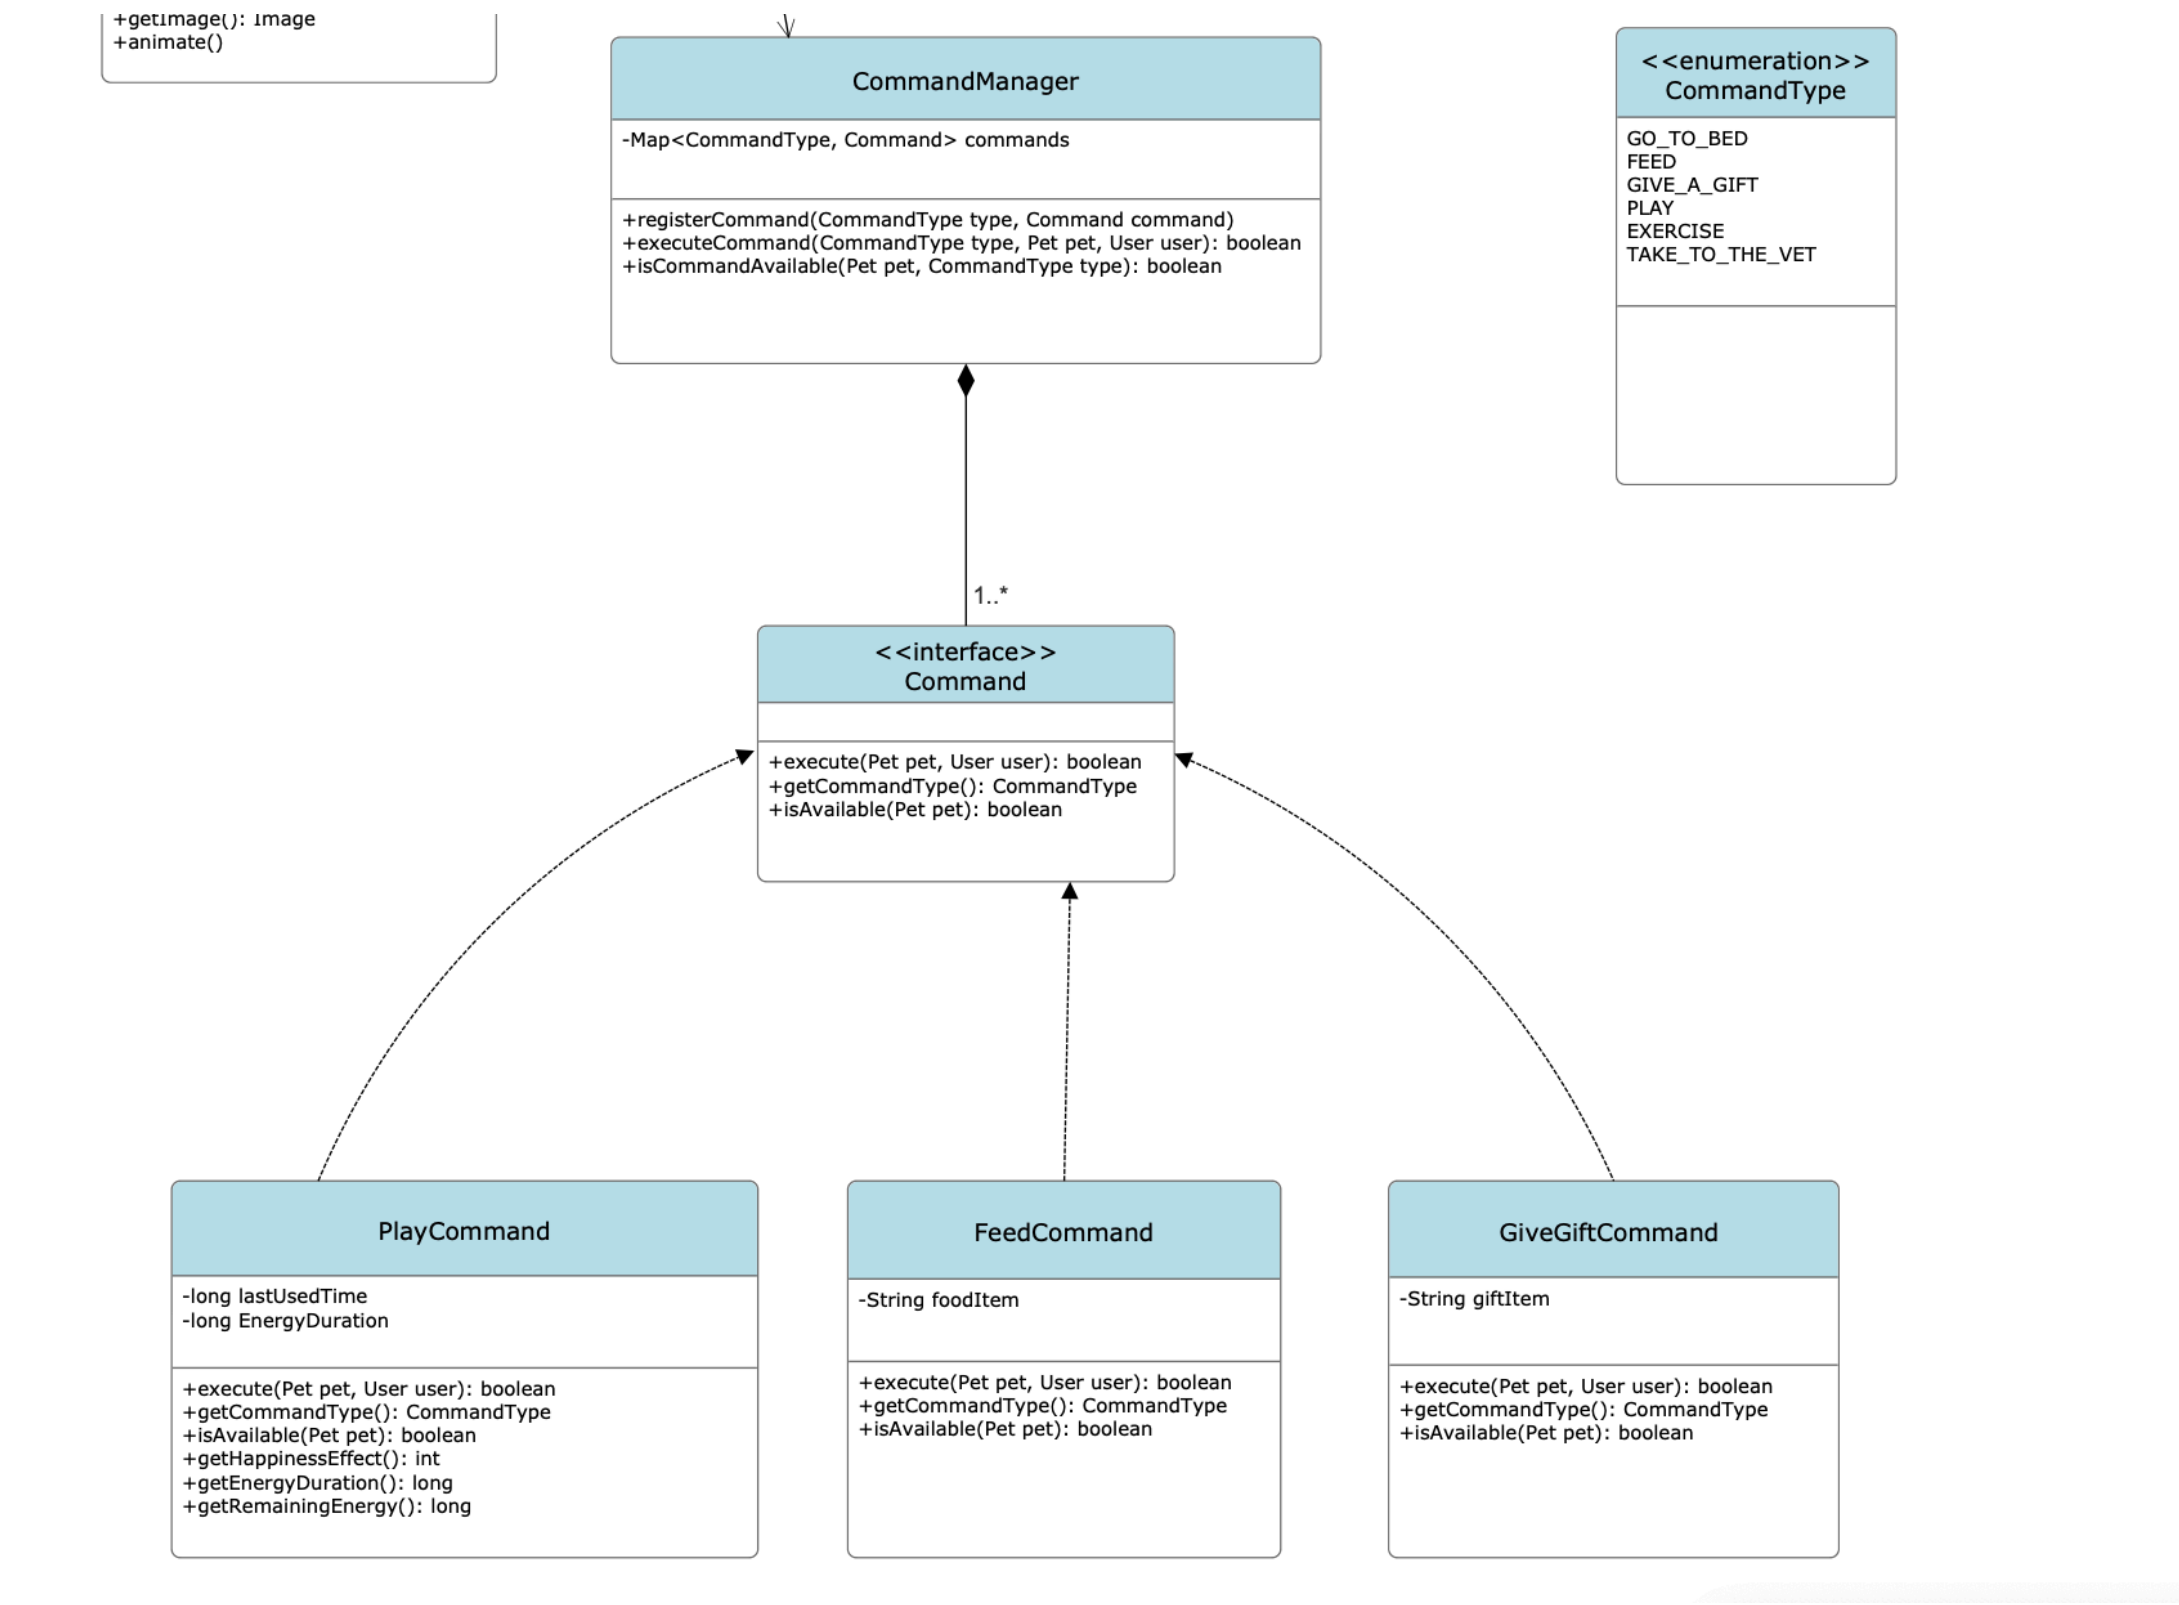 +getImage(): Image
+animate()
CommandManager
-Map<CommandType, Command> commands
+registerCommand(CommandType type, Command command)
+executeCommand(CommandType type, Pet pet, User user): boolean
+isCommandAvailable(Pet pet, CommandType type): boolean
<<enumeration>>
CommandType
GO_TO_BED
FEED
GIVE_A_GIFT
PLAY
EXERCISE
TAKE_TO_THE_VET
1..*
<<interface>>
Command
+execute(Pet pet, User user): boolean
+getCommandType(): CommandType
+isAvailable(Pet pet): boolean
PlayCommand
-long lastUsedTime
-long EnergyDuration
+execute(Pet pet, User user): boolean
+getCommandType(): CommandType
+isAvailable(Pet pet): boolean
+getHappinessEffect(): int
+getEnergyDuration(): long
+getRemainingEnergy(): long
FeedCommand
-String foodItem
+execute(Pet pet, User user): boolean
+getCommandType(): CommandType
+isAvailable(Pet pet): boolean
GiveGiftCommand
-String giftItem
+execute(Pet pet, User user): boolean
+getCommandType(): CommandType
+isAvailable(Pet pet): boolean